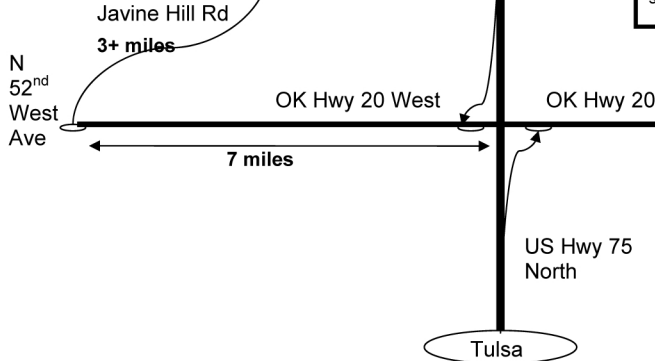 Javine Hill Rd
3+ miles
N
52nd
West
Ave
OK Hwy 20 West
OK Hwy 20
7 miles
US Hwy 75
North
Tulsa